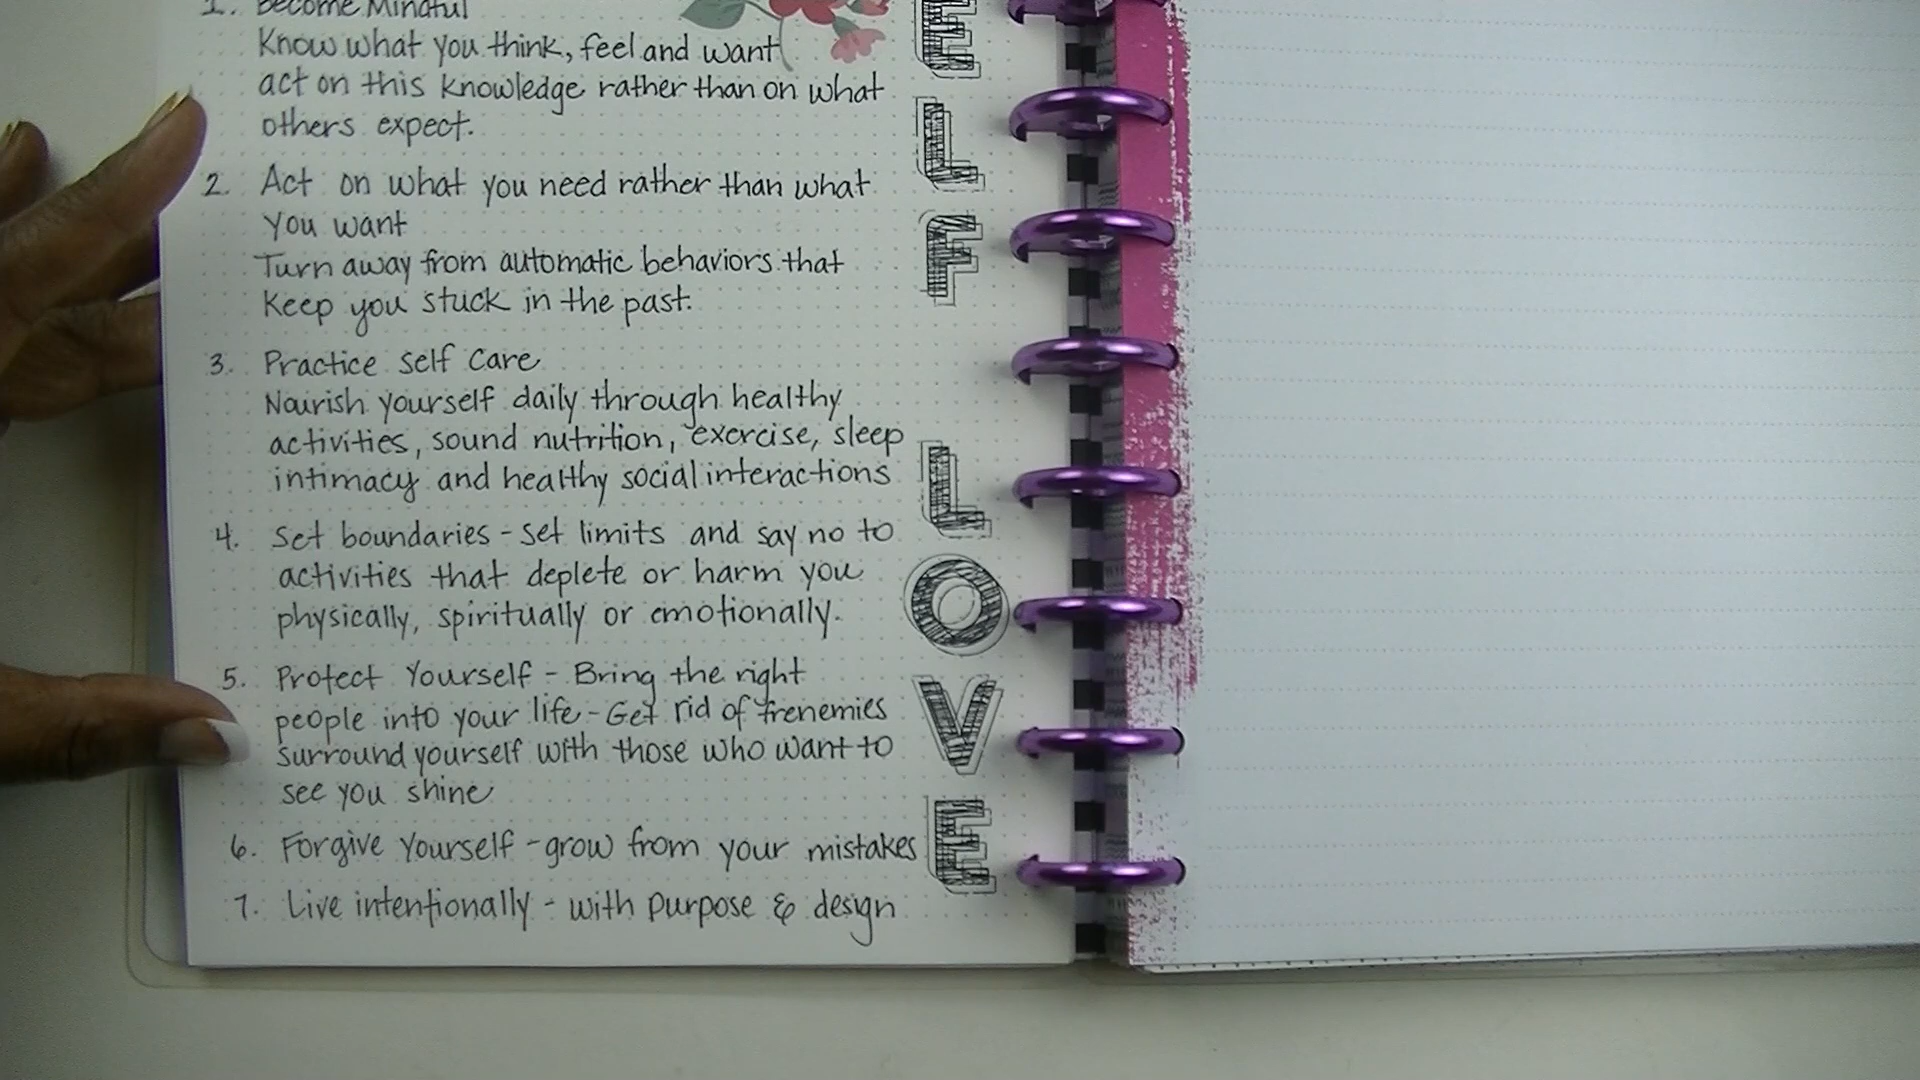 1. Become Mindful
Know what you think, feel and want
act on this knowledge rather than on what
others expect.
2. Act on what you need rather than what
you want
Turn away from automatic behaviors that
keep you stuck in the past.
3. Practice Self Care
Nourish yourself daily through healthy
activities, sound nutrition, exercise, sleep
intimacy and healthy social interactions
4. Set boundaries - set limits and say no to
activities that deplete or harm you
physically, spiritually or emotionally.
5. Protect Yourself - Bring the right
people into your life - Get rid of frenemies
surround yourself with those who want to
see you shine
6. Forgive Yourself - grow from your mistakes
7. Live intentionally - with purpose & design
E
L
F
L
O
V
E